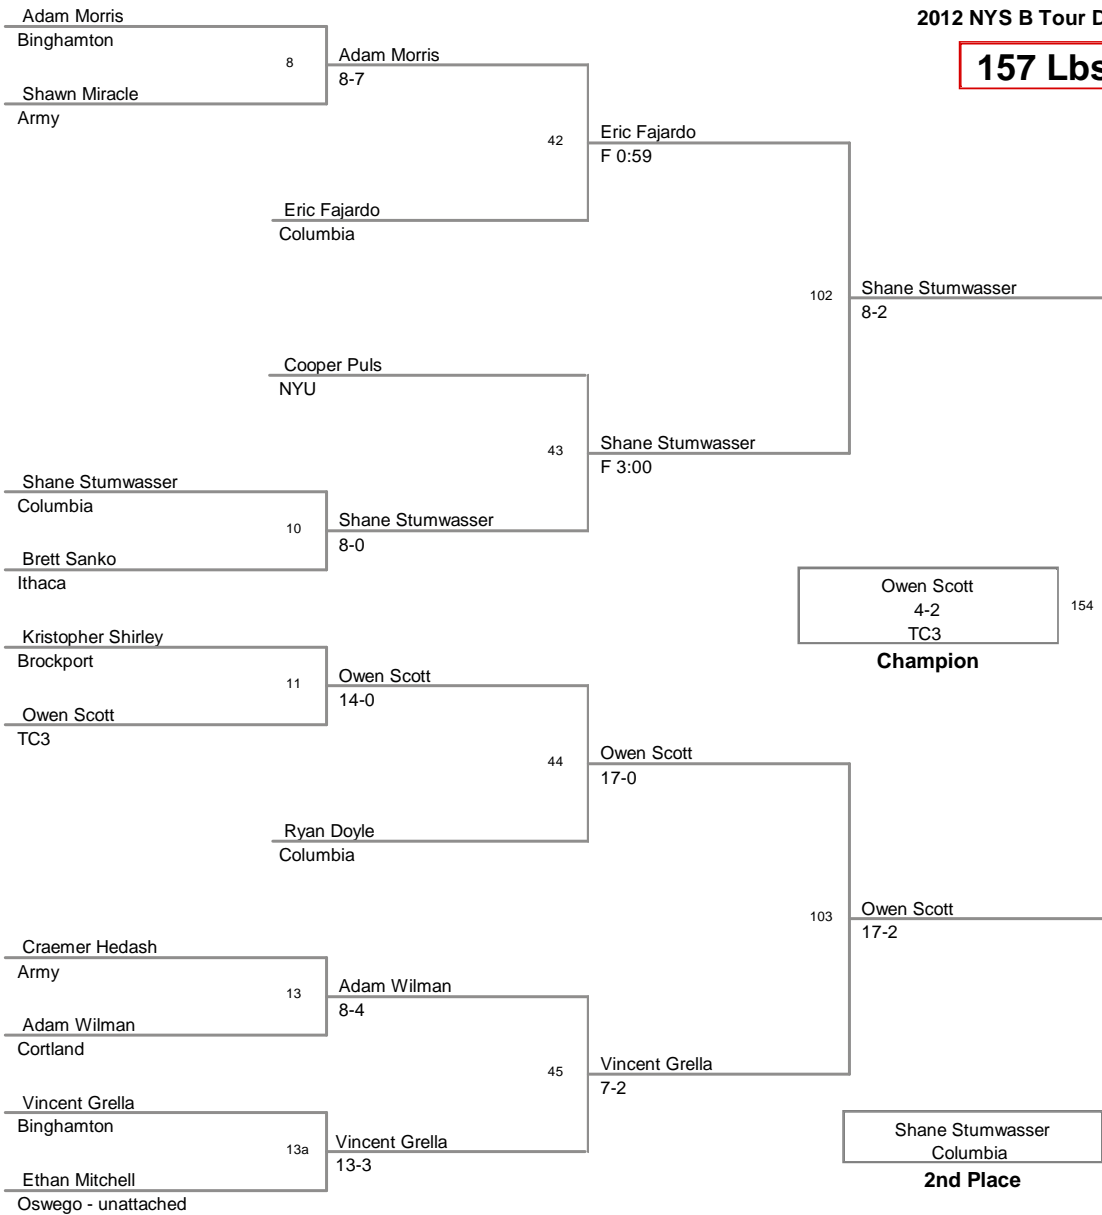 2012 NYS B Tour D
157 Lbs
Adam Morris
Binghamton
8
Adam Morris
8-7
Shawn Miracle
Army
42
Eric Fajardo
F 0:59
Eric Fajardo
Columbia
102
Shane Stumwasser
8-2
Cooper Puls
NYU
43
Shane Stumwasser
F 3:00
Shane Stumwasser
Columbia
10
Shane Stumwasser
8-0
Brett Sanko
Ithaca
Owen Scott
4-2
TC3
154
Champion
Kristopher Shirley
Brockport
11
Owen Scott
14-0
Owen Scott
TC3
44
Owen Scott
17-0
Ryan Doyle
Columbia
103
Owen Scott
17-2
Craemer Hedash
Army
13
Adam Wilman
8-4
Adam Wilman
Cortland
45
Vincent Grella
7-2
Vincent Grella
Binghamton
13a
Vincent Grella
13-3
Ethan Mitchell
Oswego - unattached
Shane Stumwasser
Columbia
2nd Place